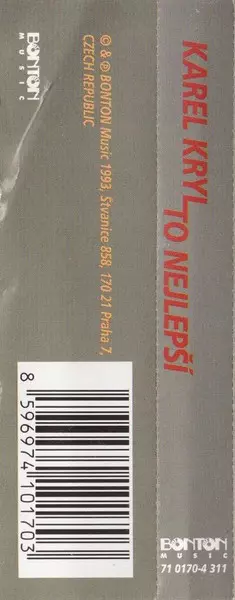 BONTON
MUSIC
© & ℗ BONTON Music 1993, Štvanice 858, 170 21 Praha 7,
CZECH REPUBLIC
8 596974 101703
KAREL KRYL
TO NEJLEPŠÍ
BONTON
MUSIC
71 0170-4 311